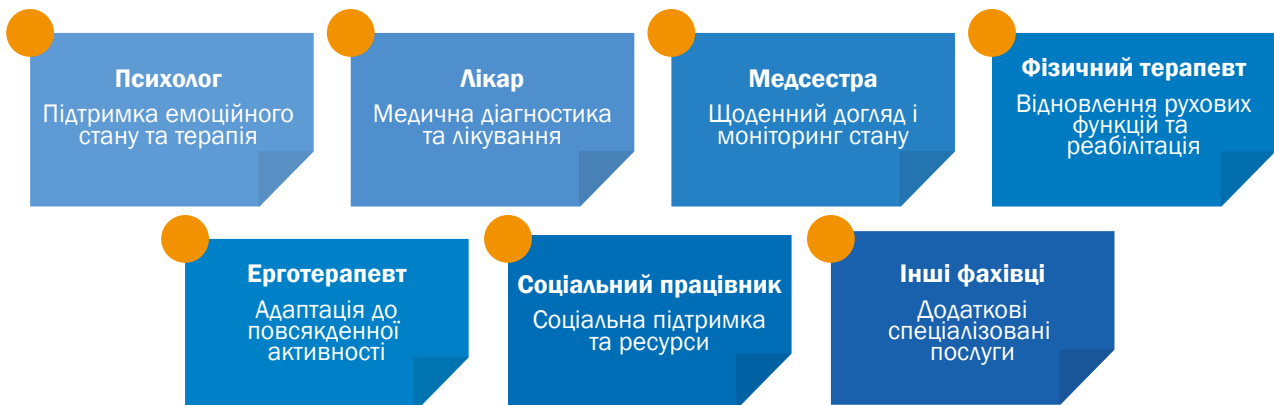 Психолог
Підтримка емоційного
стану та терапія
Лікар
Медична діагностика
та лікування
Медсестра
Щоденний догляд і
моніторинг стану
Фізичний терапевт
Відновлення рухових
функцій та
реабілітація
Ерготерапевт
Адаптація до
повсякденної
активності
Соціальний працівник
Соціальна підтримка
та ресурси
Інші фахівці
Додаткові
спеціалізовані
послуги